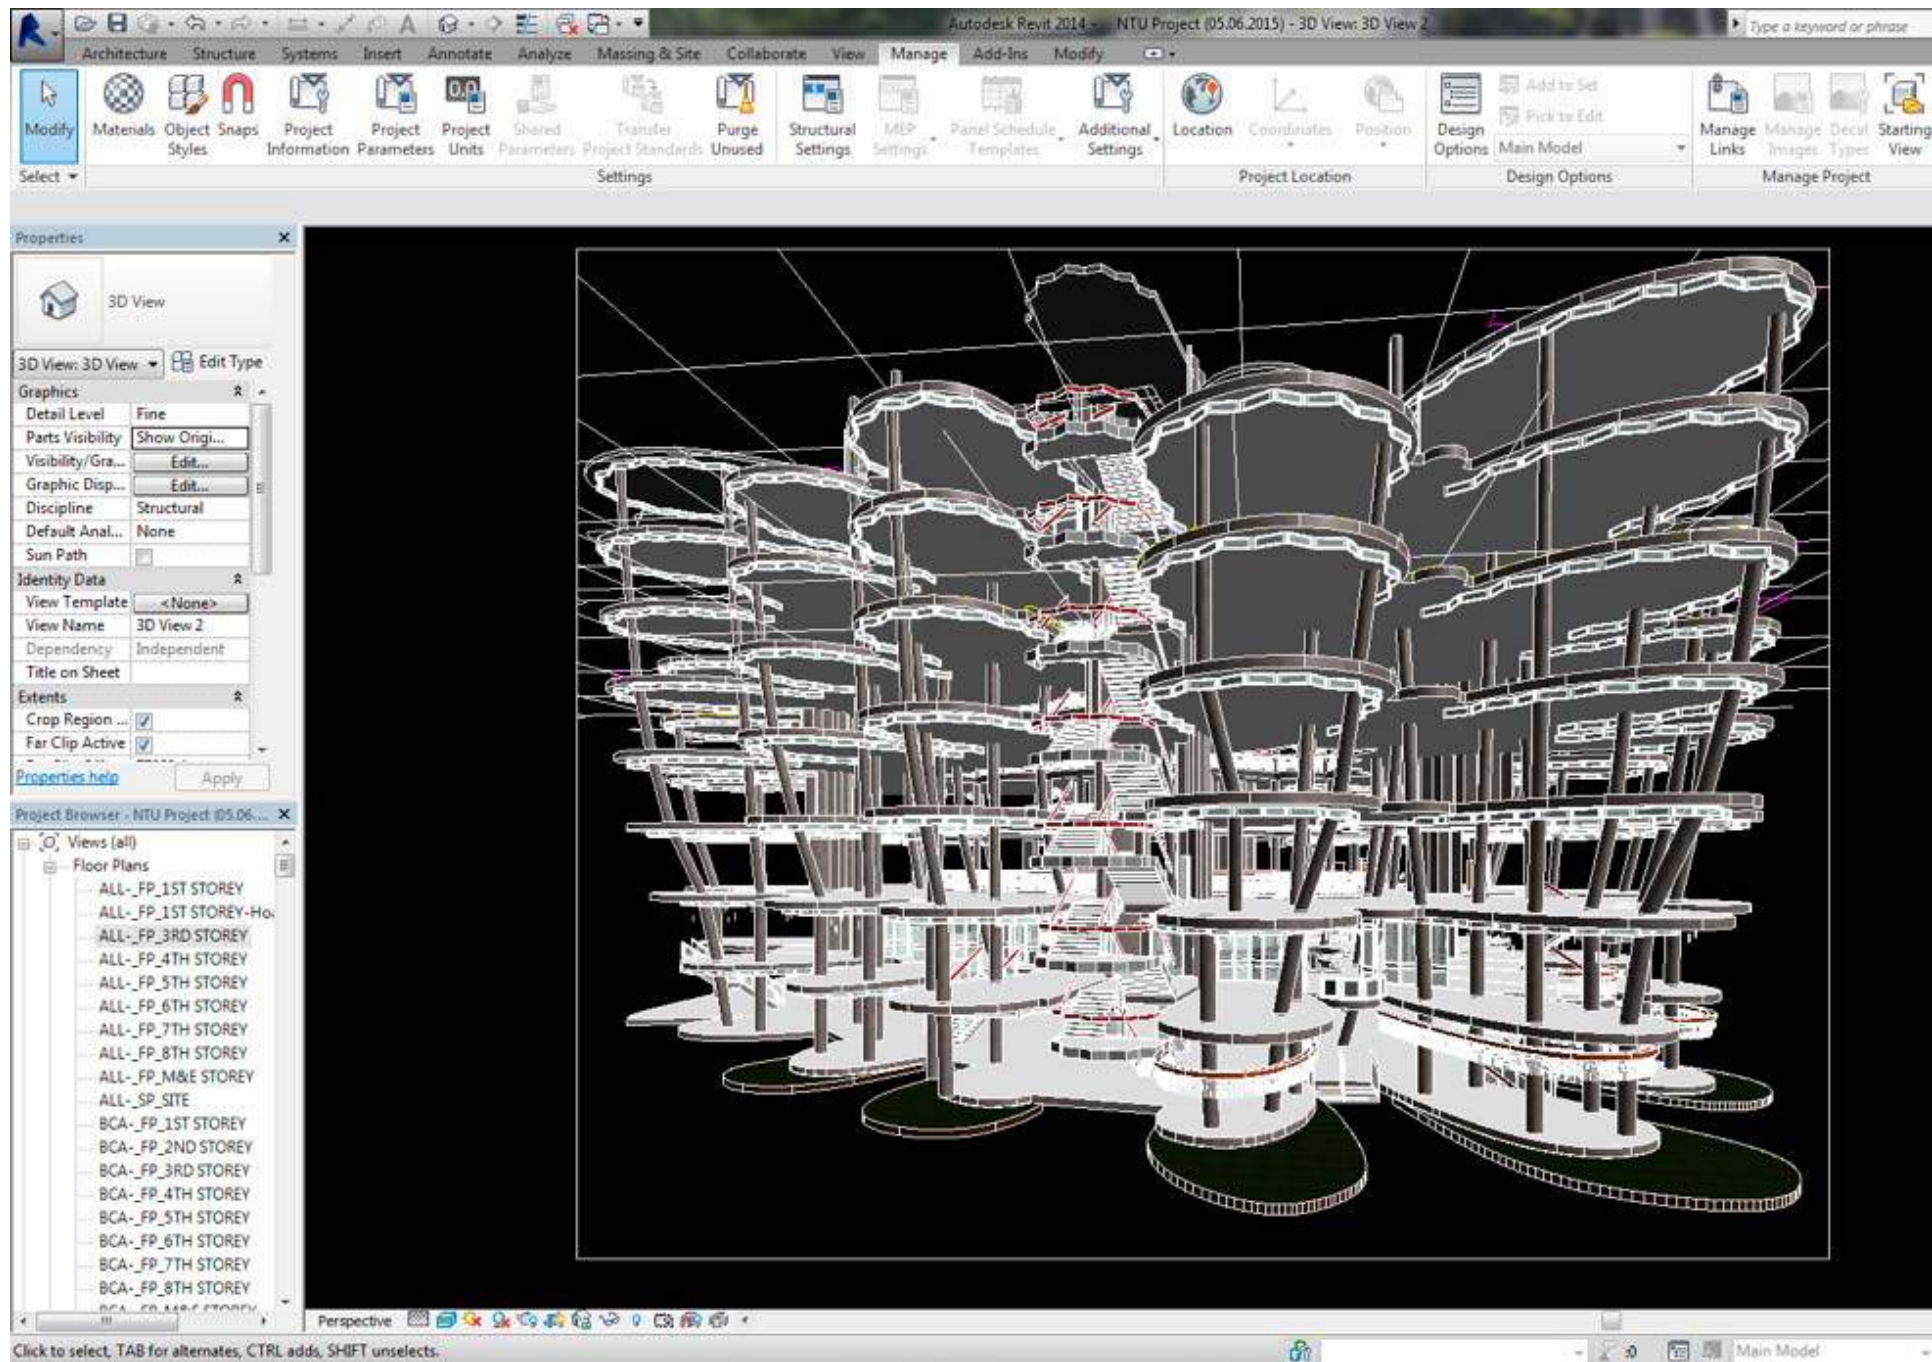 Autodesk Revit 2014 - NTU Project (05.06.2015) - 3D View: 3D View 2
Type a keyword or phrase
Architecture Structure Systems Insert Annotate Analyze Massing & Site Collaborate View Manage Add-Ins Modify
Modify
Materials
Object Styles
Snaps
Project Information
Project Parameters
Project Units
Shared Parameters
Transfer Project Standards
Purge Unused
Structural Settings
MEP Settings
Panel Schedule Templates
Additional Settings
Location
Coordinates
Position
Design Options
Add to Set
Pick to Edit
Main Model
Manage Links
Manage Images
Decal Types
Starting View
Select
Settings
Project Location
Design Options
Manage Project
Properties
3D View
3D View: 3D View Edit Type
Graphics
Detail Level Fine
Parts Visibility Show Origi...
Visibility/Gra... Edit...
Graphic Disp... Edit...
Discipline Structural
Default Anal... None
Sun Path
Identity Data
View Template <None>
View Name 3D View 2
Dependency Independent
Title on Sheet
Extents
Crop Region ...
Far Clip Active
Properties help Apply
Project Browser - NTU Project (05.06....
Views (all)
Floor Plans
ALL-_FP_1ST STOREY
ALL-_FP_1ST STOREY-Ho
ALL-_FP_3RD STOREY
ALL-_FP_4TH STOREY
ALL-_FP_5TH STOREY
ALL-_FP_6TH STOREY
ALL-_FP_7TH STOREY
ALL-_FP_8TH STOREY
ALL-_FP_M&E STOREY
ALL-_SP_SITE
BCA-_FP_1ST STOREY
BCA-_FP_2ND STOREY
BCA-_FP_3RD STOREY
BCA-_FP_4TH STOREY
BCA-_FP_5TH STOREY
BCA-_FP_6TH STOREY
BCA-_FP_7TH STOREY
BCA-_FP_8TH STOREY
BCA-_FP_M&E STOREY
Perspective
Click to select, TAB for alternates, CTRL adds, SHIFT unselects.
:0
Main Model